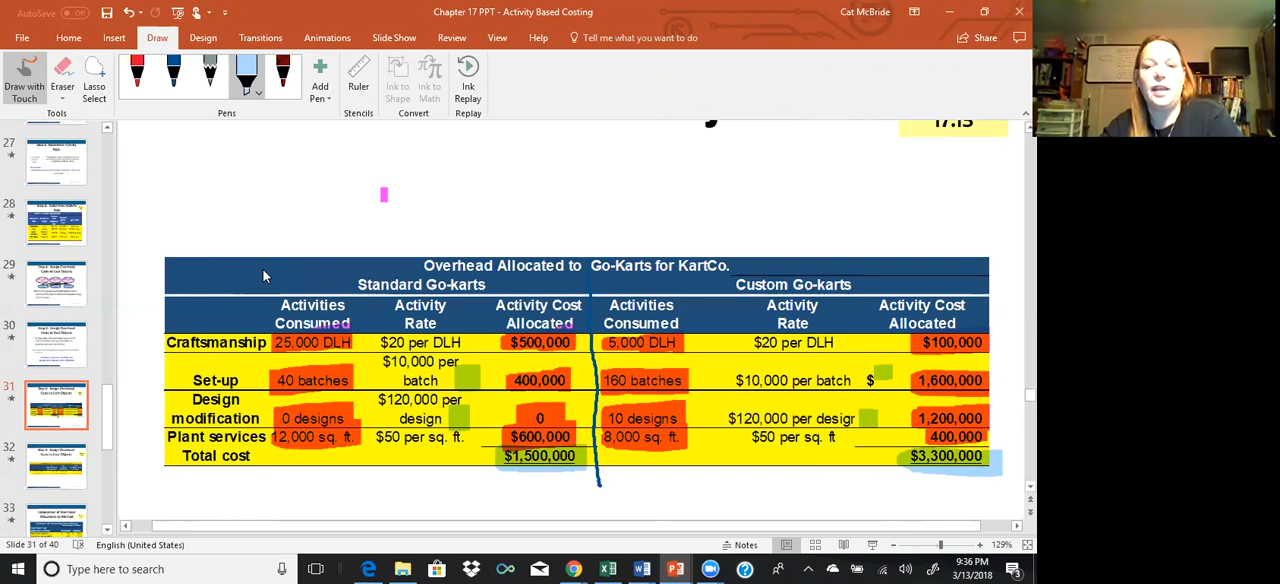 AutoSave Off Chapter 17 PPT - Activity Based Costing Cat McBride
File Home Insert Draw Design Transitions Animations Slide Show Review View Help Tell me what you want to do Share
Draw with Touch Eraser Lasso Select Add Pen Ruler Ink to Shape Ink to Math Ink Replay
Tools Pens Stencils Convert Replay
27
28
29
30
31
32
33
17.15
Overhead Allocated to Go-Karts for KartCo.
Standard Go-karts Custom Go-karts
Activities Activity Activity Cost Activities Activity Activity Cost
Consumed Rate Allocated Consumed Rate Allocated
Craftsmanship 25,000 DLH $20 per DLH $500,000 5,000 DLH $20 per DLH $100,000
$10,000 per
Set-up 40 batches batch 400,000 160 batches $10,000 per batch $ 1,600,000
Design $120,000 per
modification 0 designs design 0 10 designs $120,000 per design 1,200,000
Plant services 12,000 sq. ft. $50 per sq. ft. $600,000 8,000 sq. ft. $50 per sq. ft 400,000
Total cost $1,500,000 $3,300,000
Slide 31 of 40 English (United States) Notes 129%
Type here to search 9:36 PM
3/13/2018